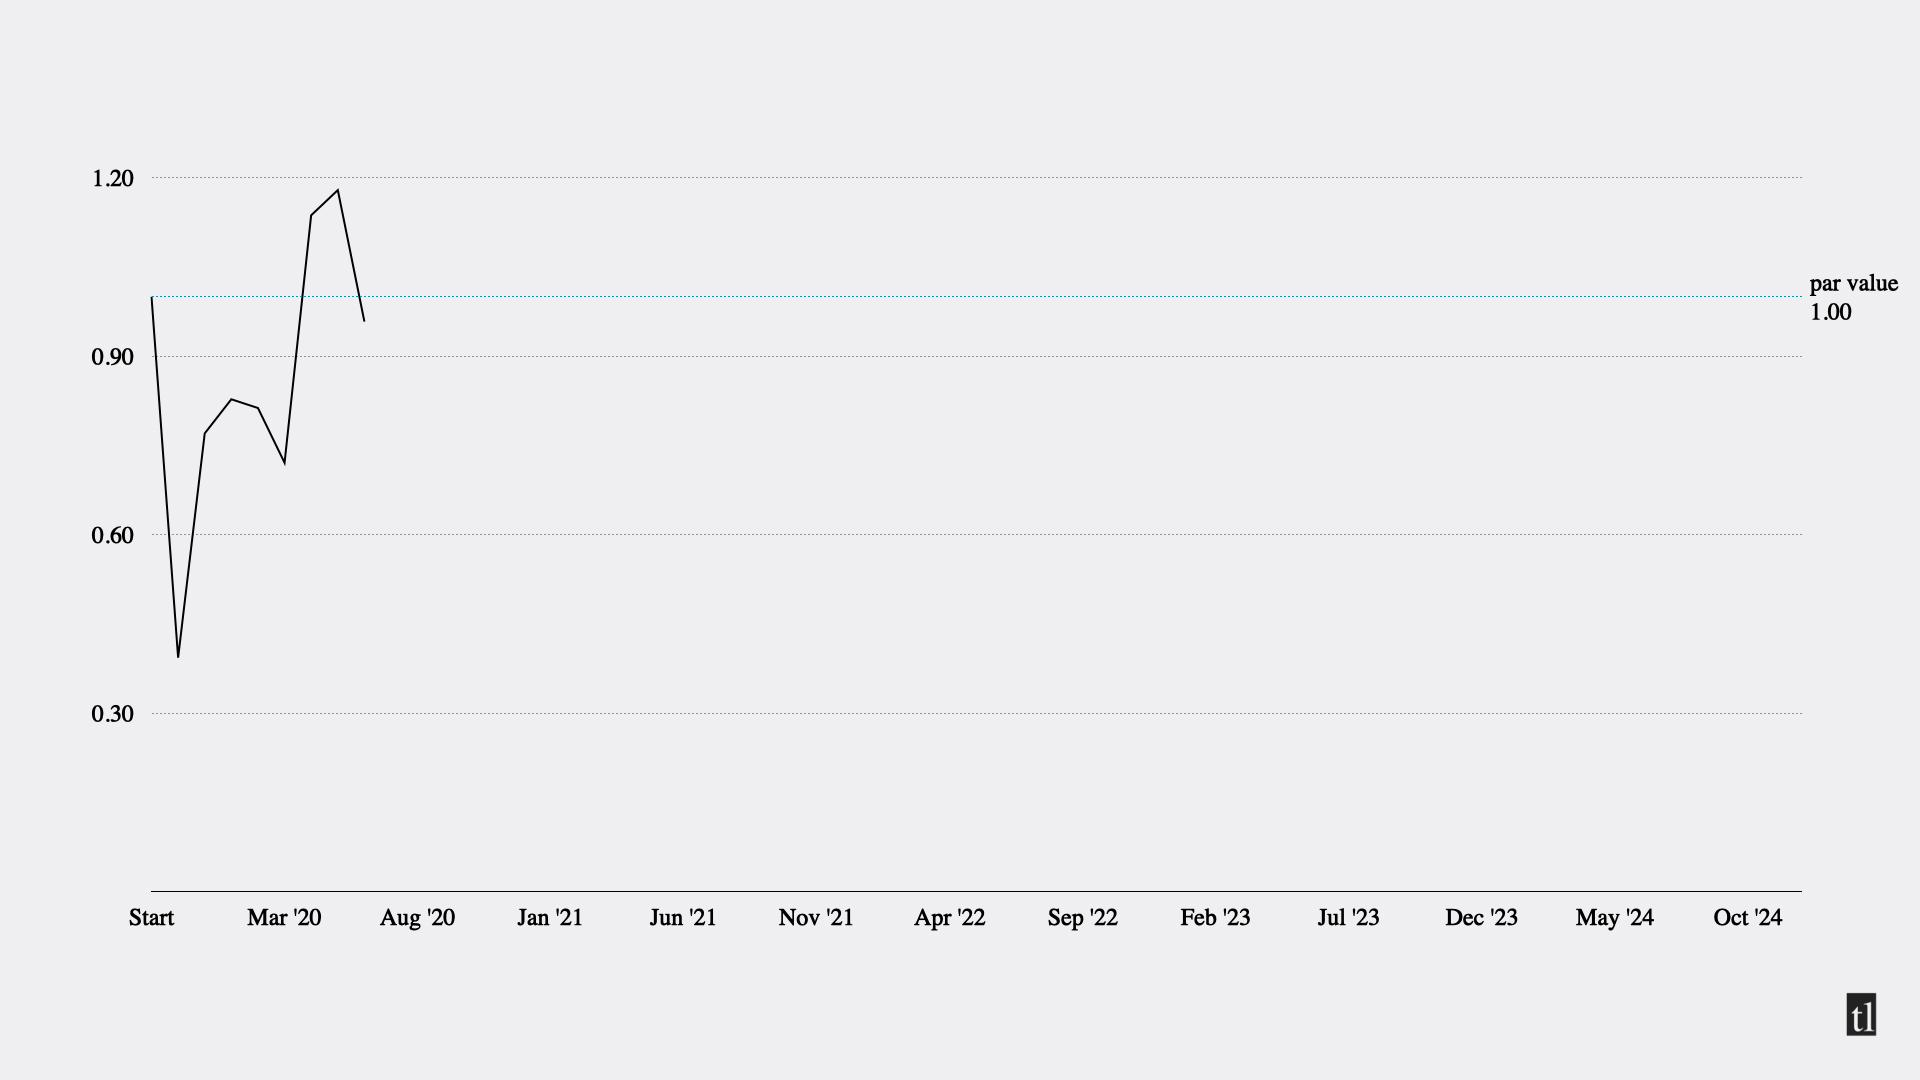 1.20
par value
1.00
0.90
0.60
0.30
Start Mar '20 Aug '20 Jan '21 Jun '21 Nov '21 Apr '22 Sep '22 Feb '23 Jul '23 Dec '23 May '24 Oct '24
tl